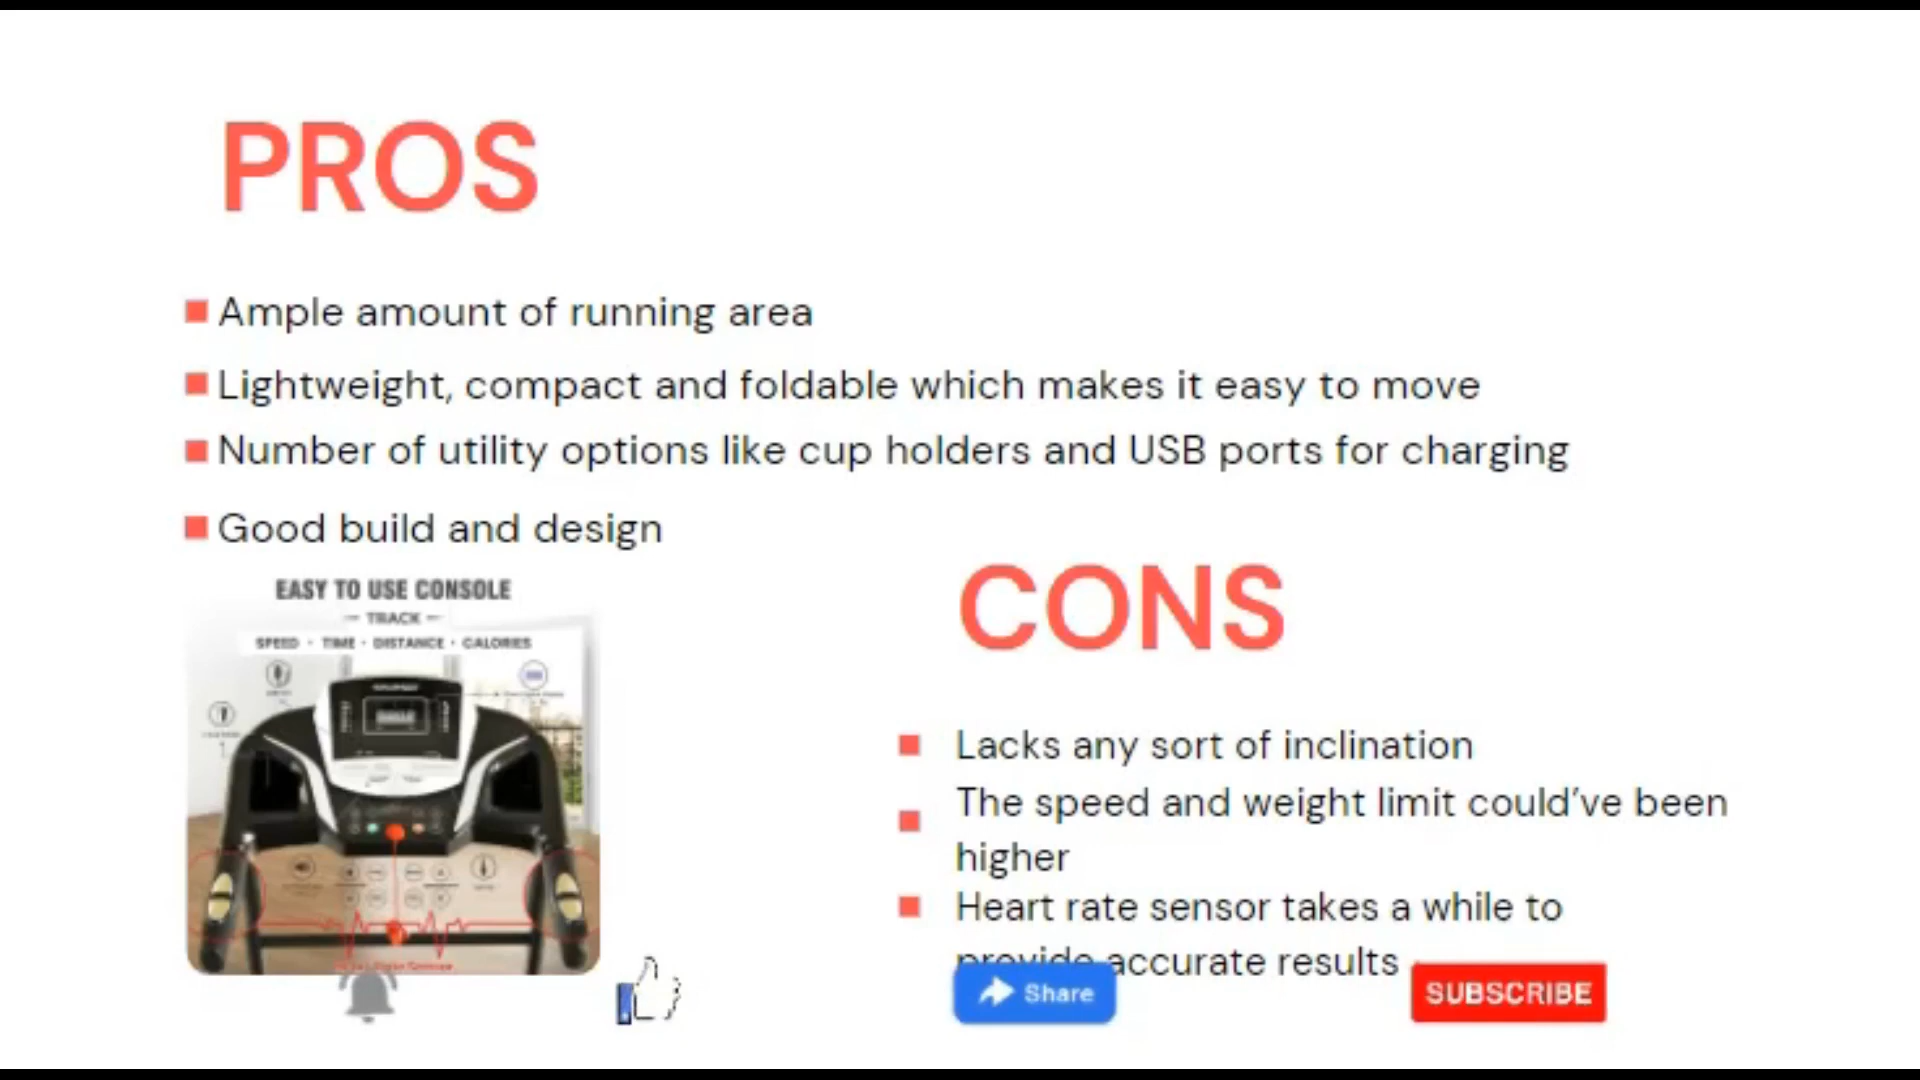 PROS
Ample amount of running area
Lightweight, compact and foldable which makes it easy to move
Number of utility options like cup holders and USB ports for charging
Good build and design
EASY TO USE CONSOLE
TRACK
SPEED · TIME · DISTANCE · CALORIES
CONS
Lacks any sort of inclination
The speed and weight limit could've been
higher
Heart rate sensor takes a while to
provide accurate results
Share
SUBSCRIBE